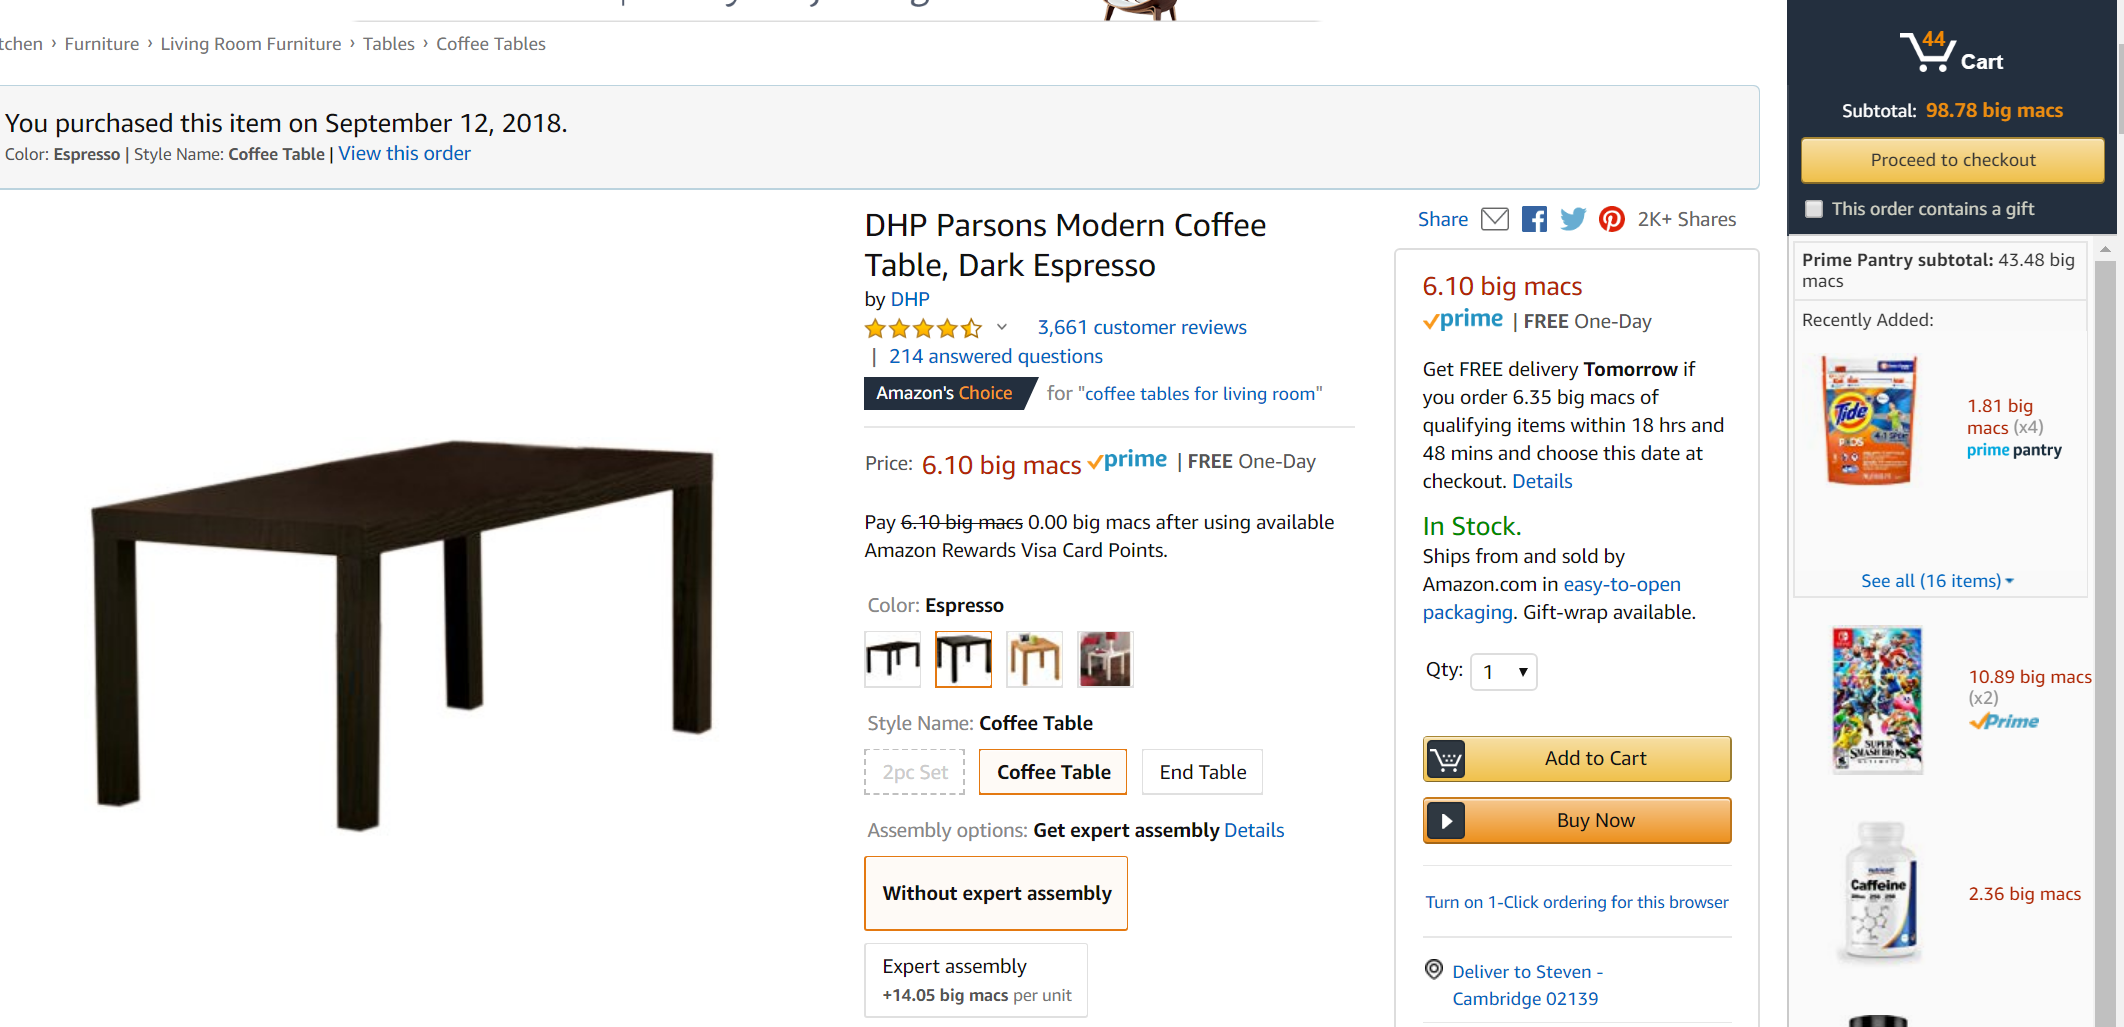 tchen › Furniture › Living Room Furniture › Tables › Coffee Tables
You purchased this item on September 12, 2018.
Color: Espresso | Style Name: Coffee Table | View this order
DHP Parsons Modern Coffee
Table, Dark Espresso
by DHP
3,661 customer reviews
| 214 answered questions
Amazon's Choice for "coffee tables for living room"
Price: 6.10 big macs prime | FREE One-Day
Pay 6.10 big macs 0.00 big macs after using available
Amazon Rewards Visa Card Points.
Color: Espresso
Style Name: Coffee Table
2pc Set
Coffee Table
End Table
Assembly options: Get expert assembly Details
Without expert assembly
Expert assembly
+14.05 big macs per unit
Share
2K+ Shares
6.10 big macs
prime | FREE One-Day
Get FREE delivery Tomorrow if
you order 6.35 big macs of
qualifying items within 18 hrs and
48 mins and choose this date at
checkout. Details
In Stock.
Ships from and sold by
Amazon.com in easy-to-open
packaging. Gift-wrap available.
Qty: 1
Add to Cart
Buy Now
Turn on 1-Click ordering for this browser
Deliver to Steven -
Cambridge 02139
44
Cart
Subtotal: 98.78 big macs
Proceed to checkout
This order contains a gift
Prime Pantry subtotal: 43.48 big
macs
Recently Added:
Tide
PODS
1.81 big
macs (x4)
prime pantry
See all (16 items)
SUPER
SMASH BROS
ULTIMATE
10.89 big macs
(x2)
Prime
nutricost
Caffeine
2.36 big macs